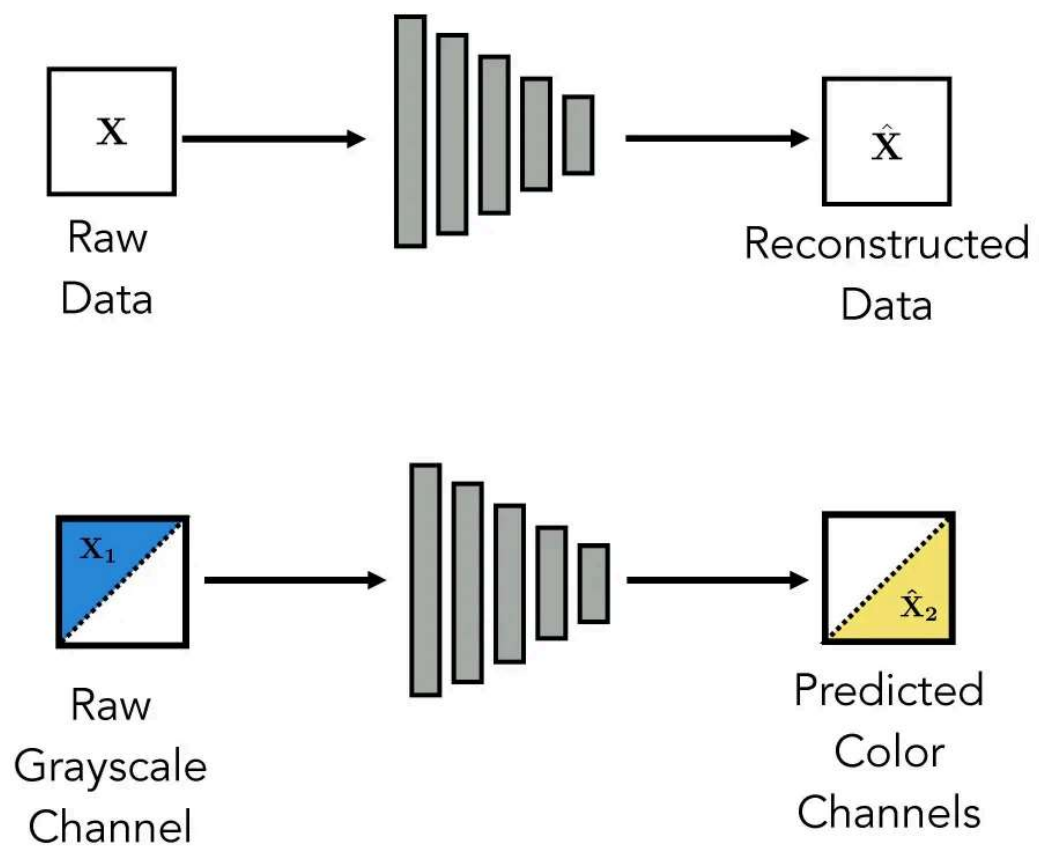 X
X̂
Raw
Data
Reconstructed
Data
X₁
X̂₂
Raw
Grayscale
Channel
Predicted
Color
Channels